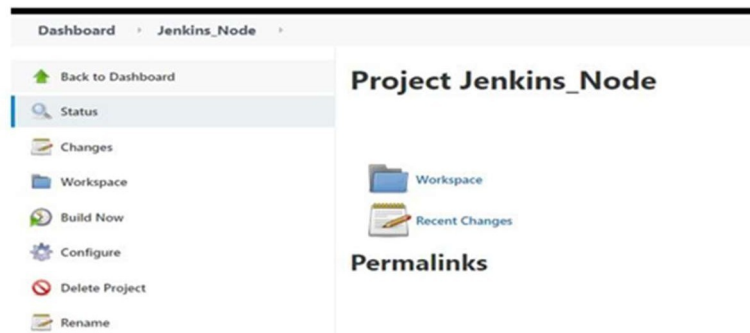 Dashboard Jenkins_Node
Back to Dashboard
Status
Changes
Workspace
Build Now
Configure
Delete Project
Rename
Project Jenkins_Node
Workspace
Recent Changes
Permalinks